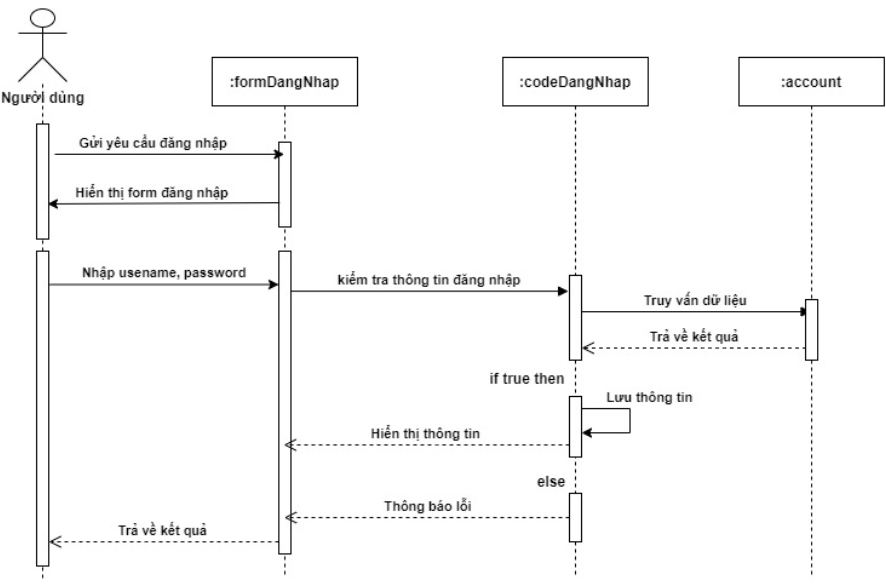 :formDangNhap
:codeDangNhap
:account
Người dùng
Gửi yêu cầu đăng nhập
Hiển thị form đăng nhập
Nhập usename, password
kiểm tra thông tin đăng nhập
Truy vấn dữ liệu
Trả về kết quả
if true then
Lưu thông tin
Hiển thị thông tin
else
Thông báo lỗi
Trả về kết quả